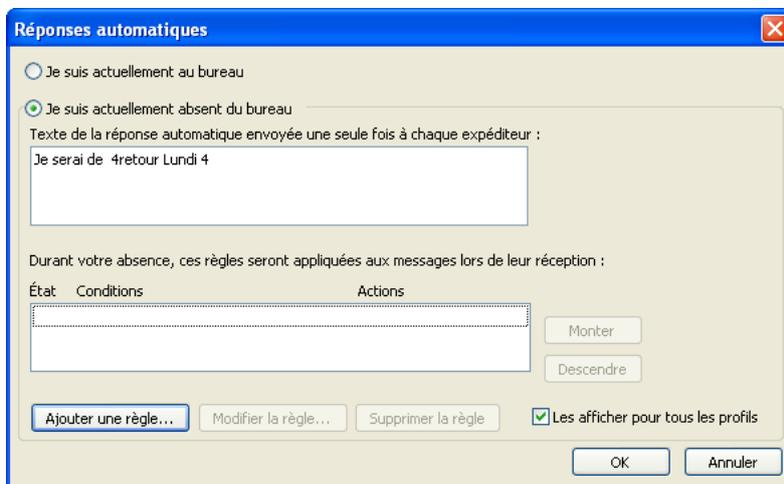 Réponses automatiques
Je suis actuellement au bureau
Je suis actuellement absent du bureau
Texte de la réponse automatique envoyée une seule fois à chaque expéditeur :
Je serai de  4retour Lundi 4
Durant votre absence, ces règles seront appliquées aux messages lors de leur réception :
État Conditions Actions
Monter
Descendre
Ajouter une règle... Modifier la règle... Supprimer la règle Les afficher pour tous les profils
OK Annuler